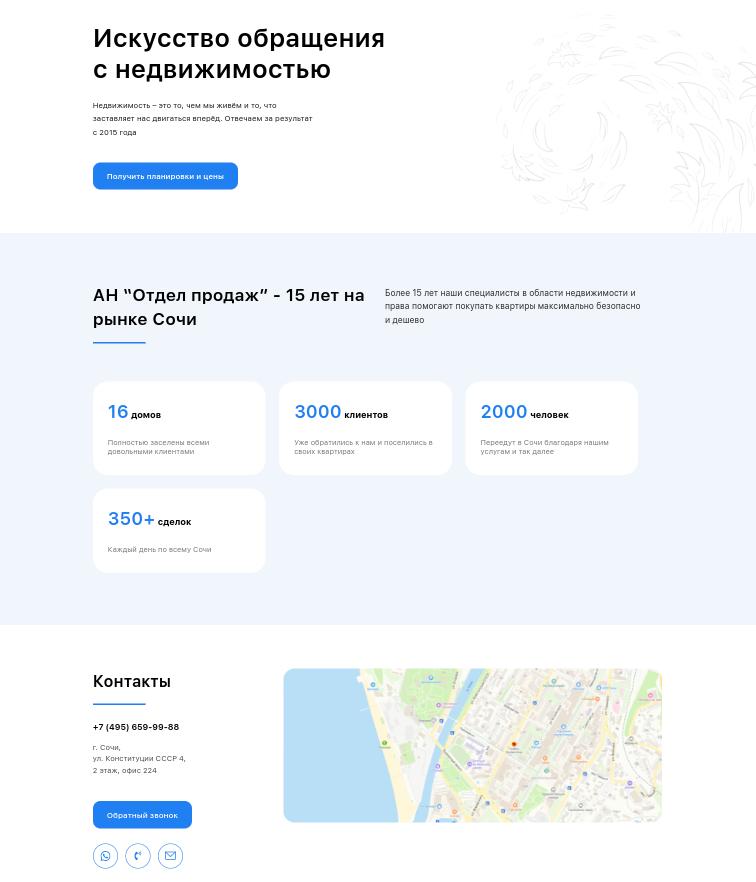 Искусство обращения
с недвижимостью
Недвижимость – это то, чем мы живём и то, что
заставляет нас двигаться вперёд. Отвечаем за результат
с 2015 года
Получить планировки и цены
АН “Отдел продаж” - 15 лет на
рынке Сочи
Более 15 лет наши специалисты в области недвижимости и
права помогают покупать квартиры максимально безопасно
и дешево
16 домов
Полностью заселены всеми
довольными клиентами
3000 клиентов
Уже обратились к нам и поселились в
своих квартирах
2000 человек
Переедут в Сочи благодаря нашим
услугам и так далее
350+ сделок
Каждый день по всему Сочи
Контакты
+7 (495) 659-99-88
г. Сочи,
ул. Конституции СССР 4,
2 этаж, офис 224
Обратный звонок